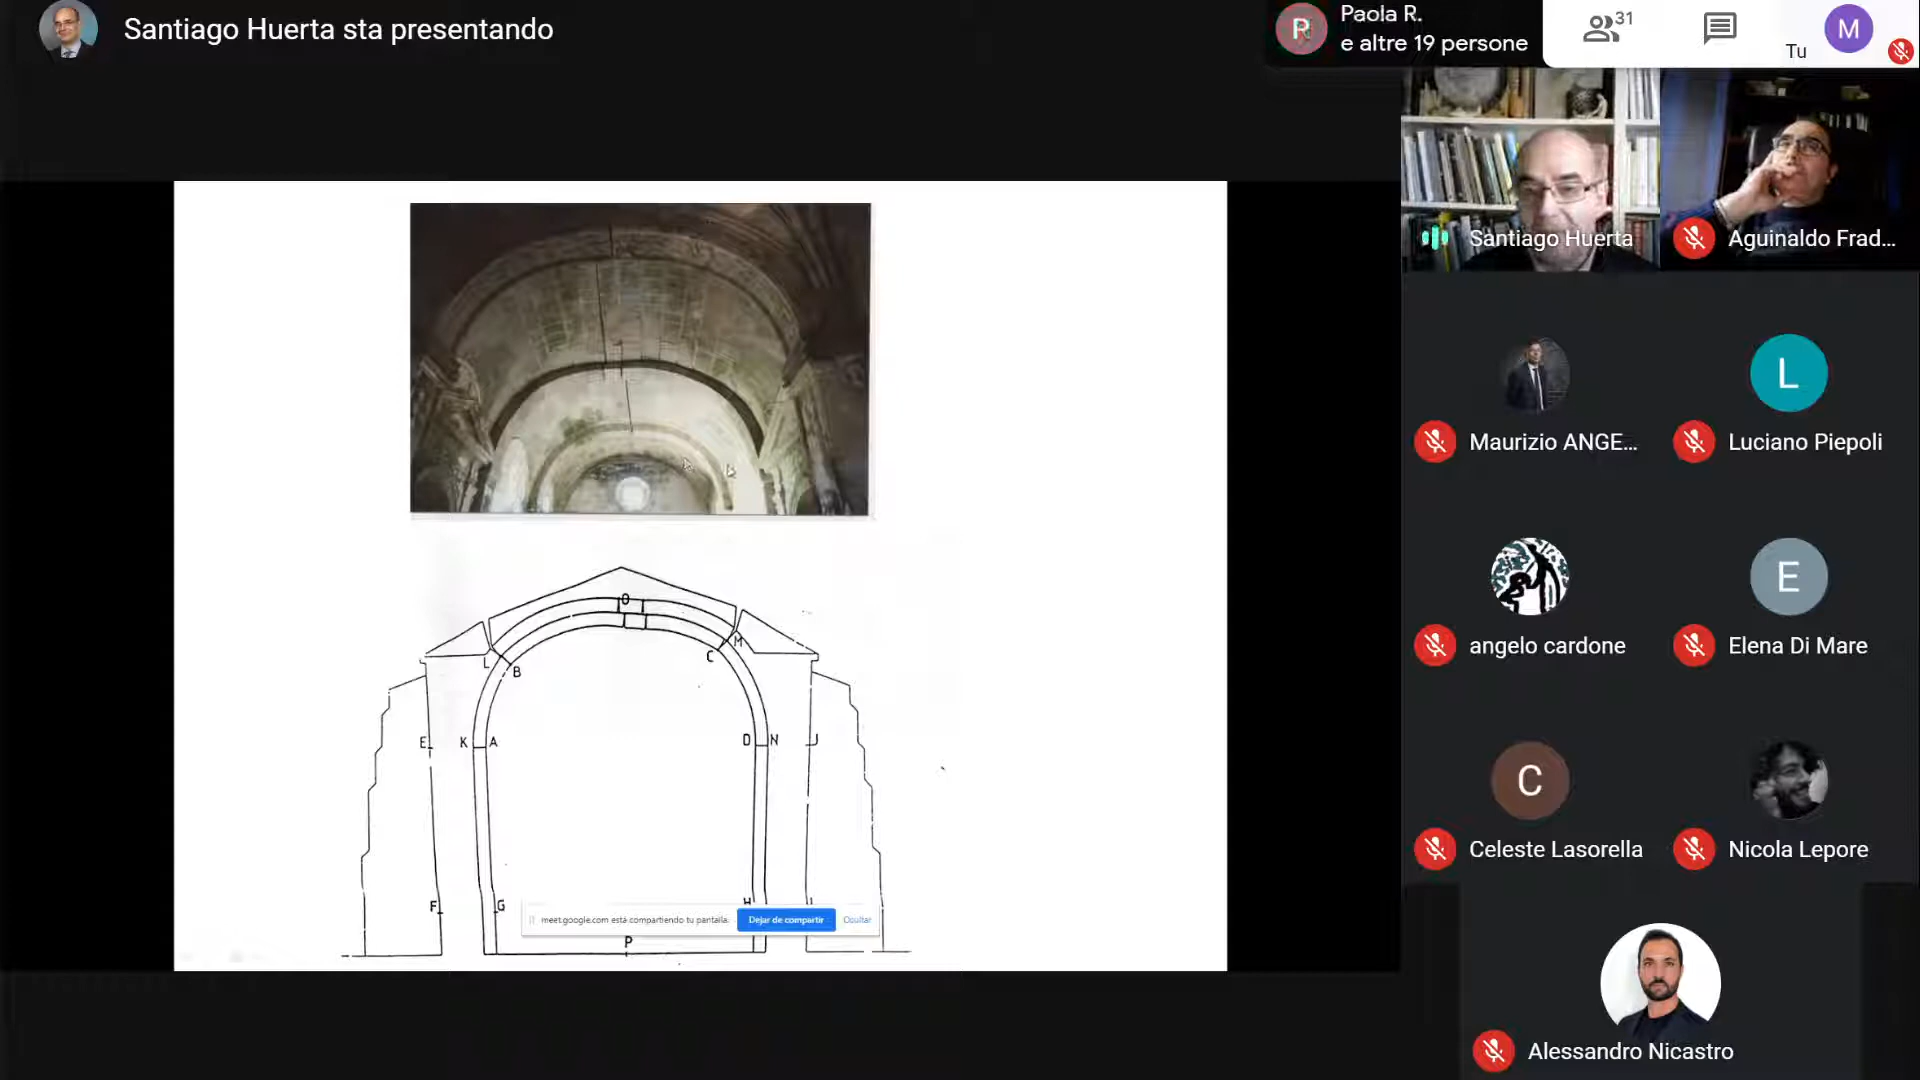 Santiago Huerta sta presentando
R
Paola R.
e altre 19 persone
31
Tu
M
Santiago Huerta
Aguinaldo Frad...
Maurizio ANGE...
L
Luciano Piepoli
angelo cardone
E
Elena Di Mare
C
Celeste Lasorella
Nicola Lepore
Alessandro Nicastro
O
M
L
B
C
E
K
A
D
N
J
F
G
H
I
P
meet.google.com está compartiendo tu pantalla.
Dejar de compartir
Ocultar